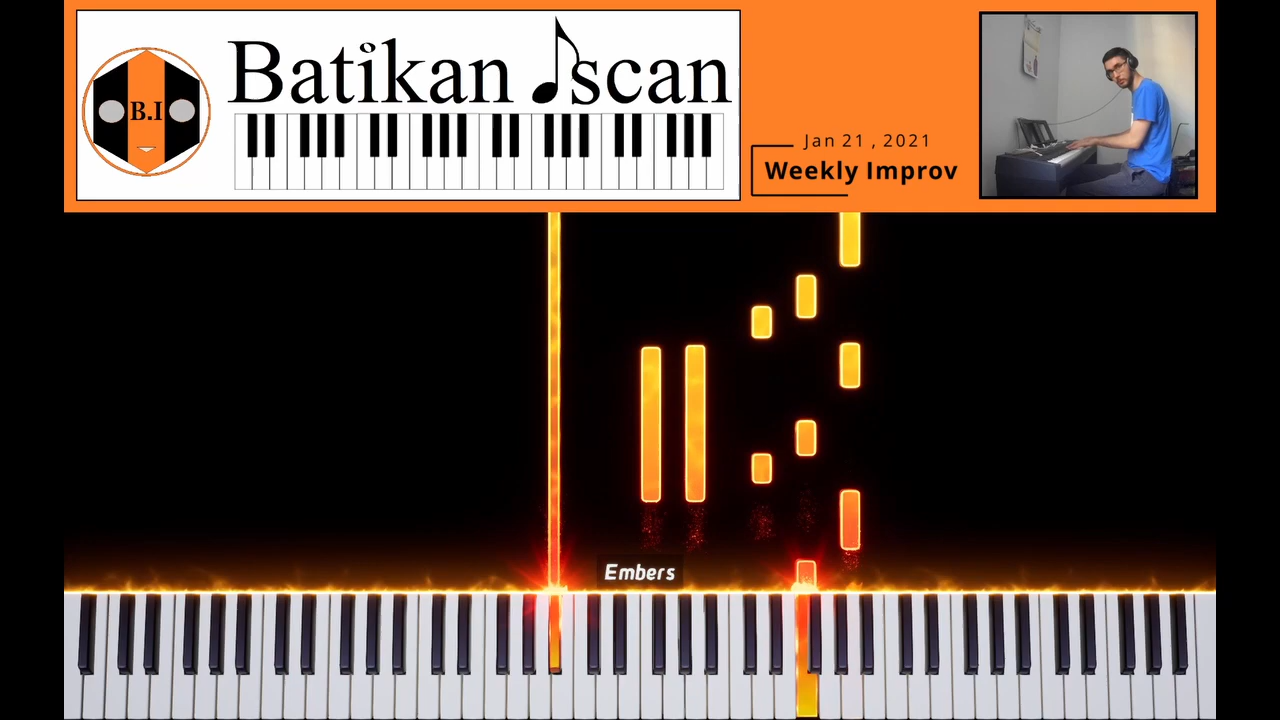 B.I
Batikan scan
Jan 21 , 2021
Weekly Improv
Embers